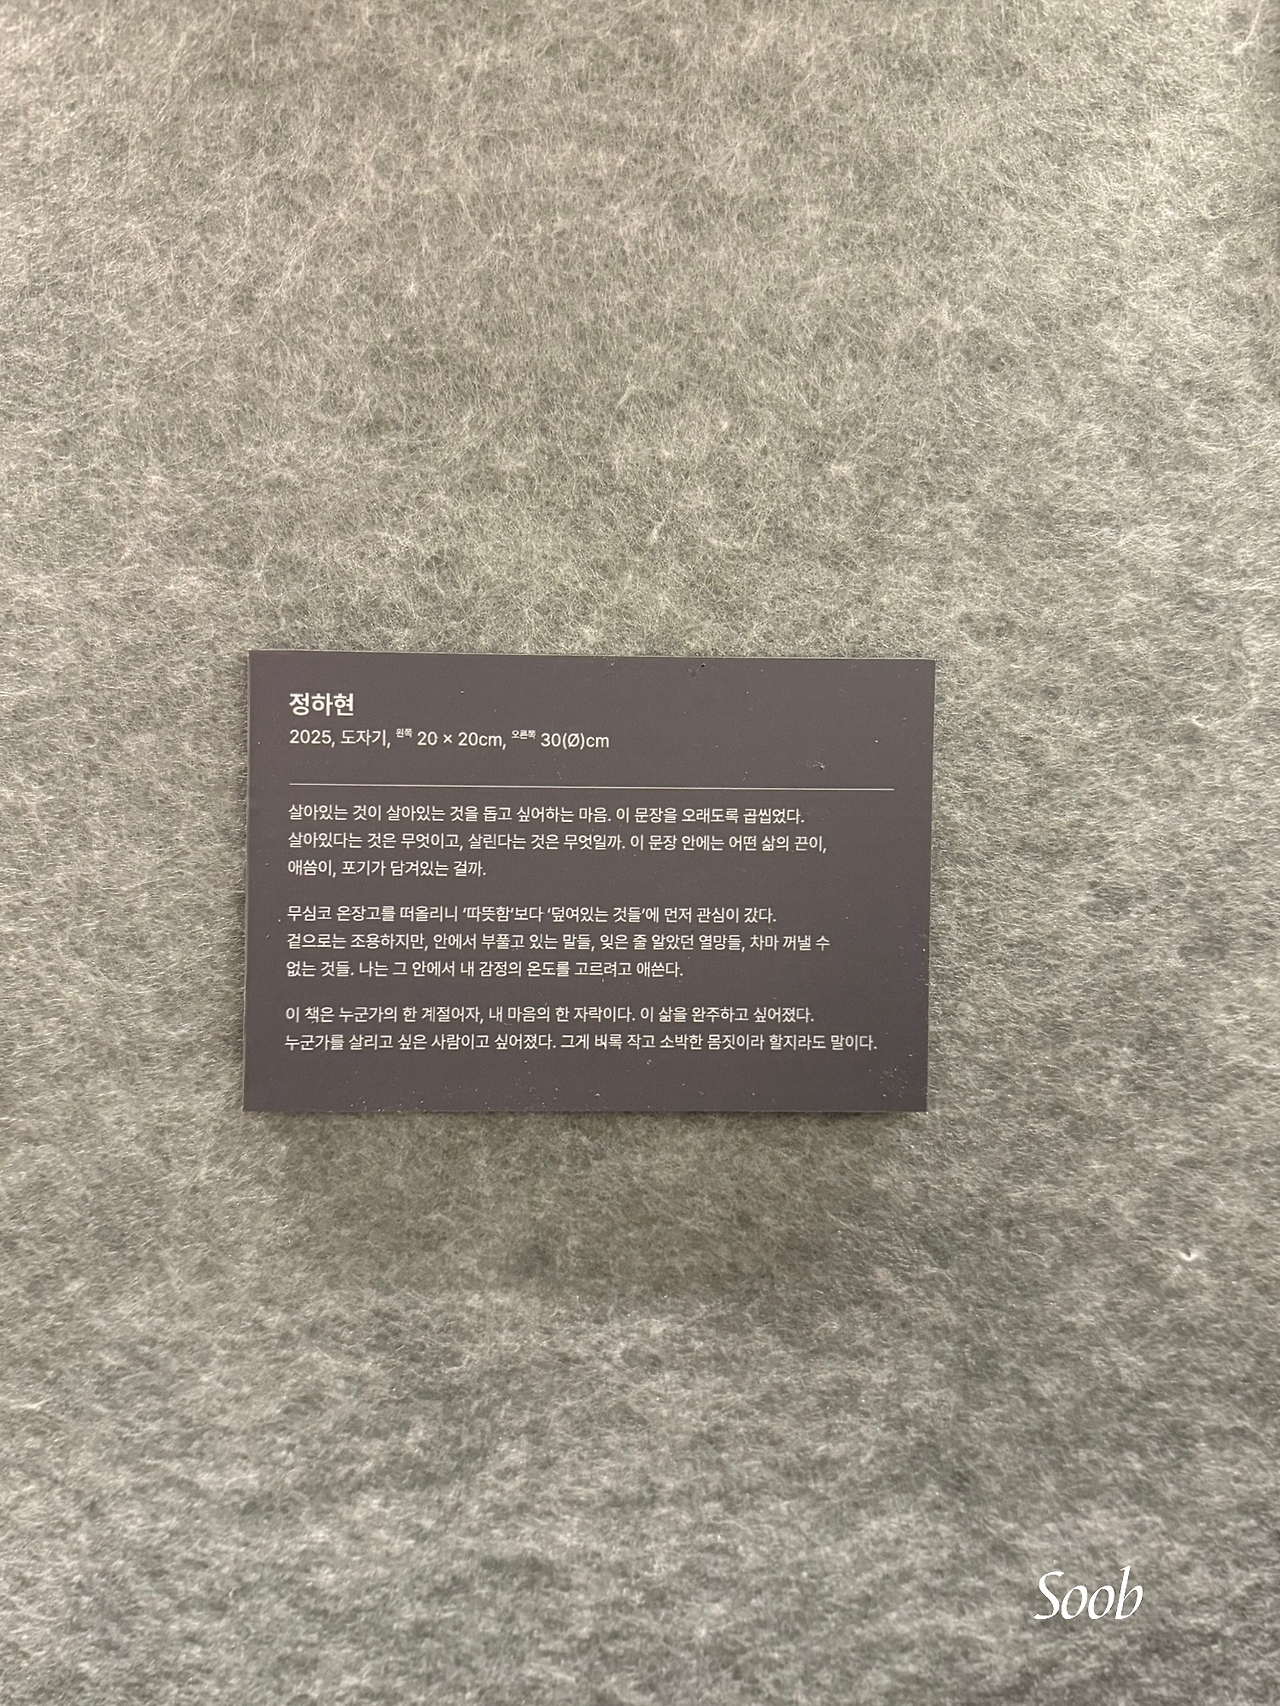 정하현
2025, 도자기, 왼쪽 20 × 20cm, 오른쪽 30(Ø)cm
살아있는 것이 살아있는 것을 돕고 싶어하는 마음. 이 문장을 오래도록 곱씹었다.
살아있다는 것은 무엇이고, 살린다는 것은 무엇일까. 이 문장 안에는 어떤 삶의 끈이,
애씀이, 포기가 담겨있는 걸까.
무심코 온장고를 떠올리니 '따뜻함'보다 '덮여있는 것들'에 먼저 관심이 갔다.
겉으로는 조용하지만, 안에서 부풀고 있는 말들, 잊은 줄 알았던 열망들, 차마 꺼낼 수
없는 것들. 나는 그 안에서 내 감정의 온도를 고르려고 애쓴다.
이 책은 누군가의 한 계절이자, 내 마음의 한 자락이다. 이 삶을 완주하고 싶어졌다.
누군가를 살리고 싶은 사람이고 싶어졌다. 그게 비록 작고 소박한 몸짓이라 할지라도 말이다.
Soob